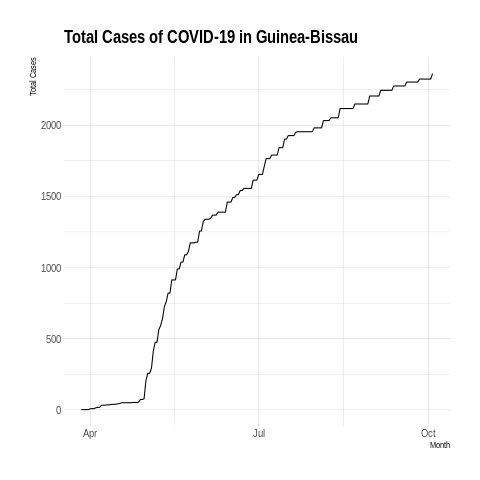 Total Cases of COVID-19 in Guinea-Bissau
Total Cases
2000
1500
1000
500
0
Apr
Jul
Oct
Month